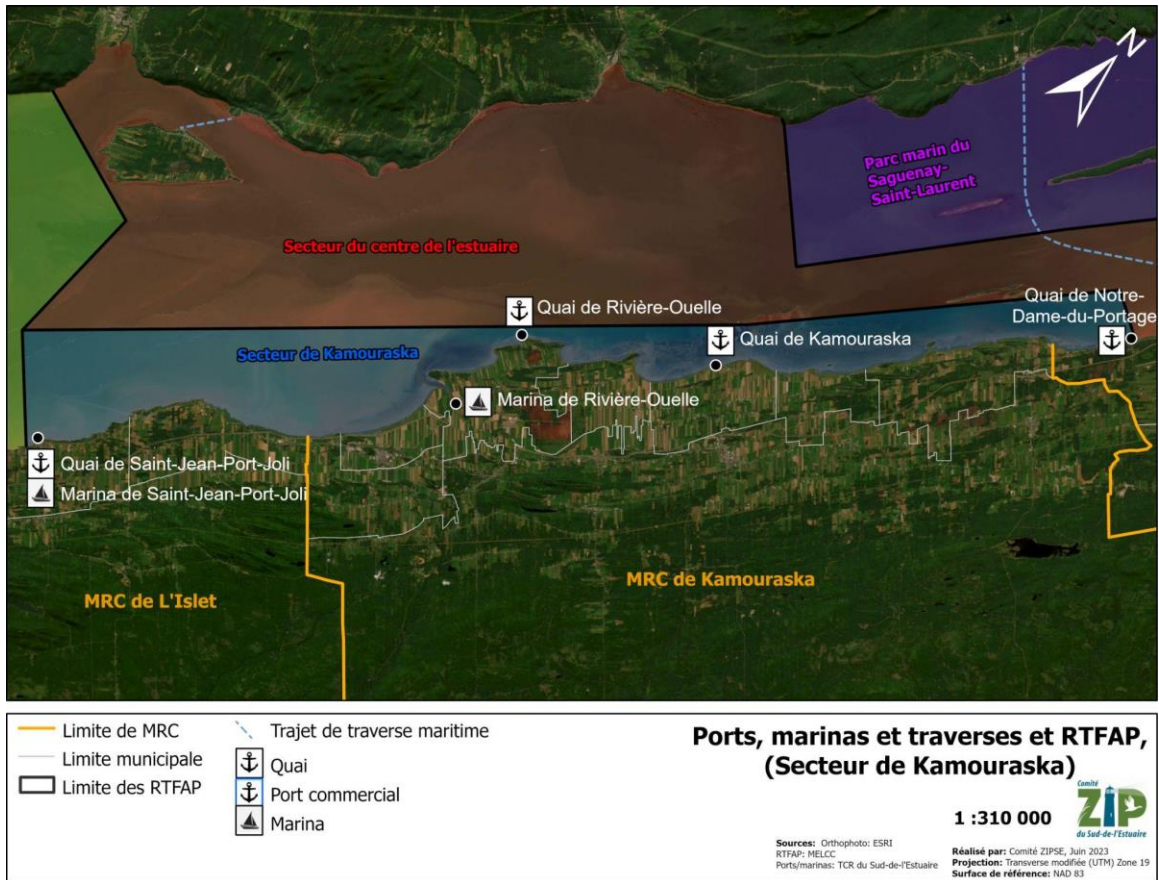 N
Parc marin du
Saguenay-
Saint-Laurent
Secteur du centre de l'estuaire
Quai de Rivière-Ouelle
Quai de Notre-
Dame-du-Portage
Quai de Kamouraska
Secteur de Kamouraska
Marina de Rivière-Ouelle
Quai de Saint-Jean-Port-Joli
Marina de Saint-Jean-Port-Joli
MRC de L'Islet
MRC de Kamouraska
Limite de MRC
Limite municipale
Limite des RTFAP
Trajet de traverse maritime
Quai
Port commercial
Marina
Ports, marinas et traverses et RTFAP,
(Secteur de Kamouraska)
1 :310 000
Comité
ZIP
du Sud-de-l'Estuaire
Sources: Orthophoto: ESRI
RTFAP: MELCC
Ports/marinas: TCR du Sud-de-l'Estuaire
Réalisé par: Comité ZIPSE, Juin 2023
Projection: Transverse modifiée (UTM) Zone 19
Surface de référence: NAD 83